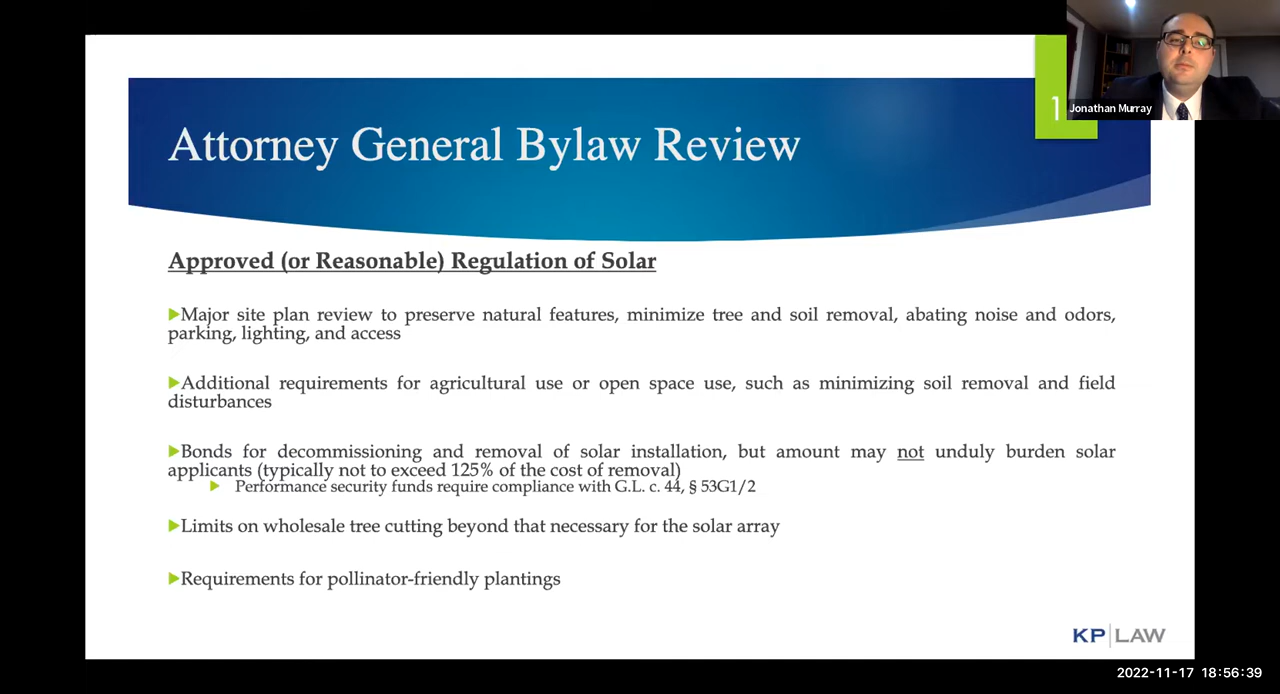 Attorney General Bylaw Review
1
Jonathan Murray
Approved (or Reasonable) Regulation of Solar
Major site plan review to preserve natural features, minimize tree and soil removal, abating noise and odors,
parking, lighting, and access
Additional requirements for agricultural use or open space use, such as minimizing soil removal and field
disturbances
Bonds for decommissioning and removal of solar installation, but amount may not unduly burden solar
applicants (typically not to exceed 125% of the cost of removal)
Performance security funds require compliance with G.L. c. 44, § 53G1/2
Limits on wholesale tree cutting beyond that necessary for the solar array
Requirements for pollinator-friendly plantings
KP|LAW
2022-11-17 18:56:39